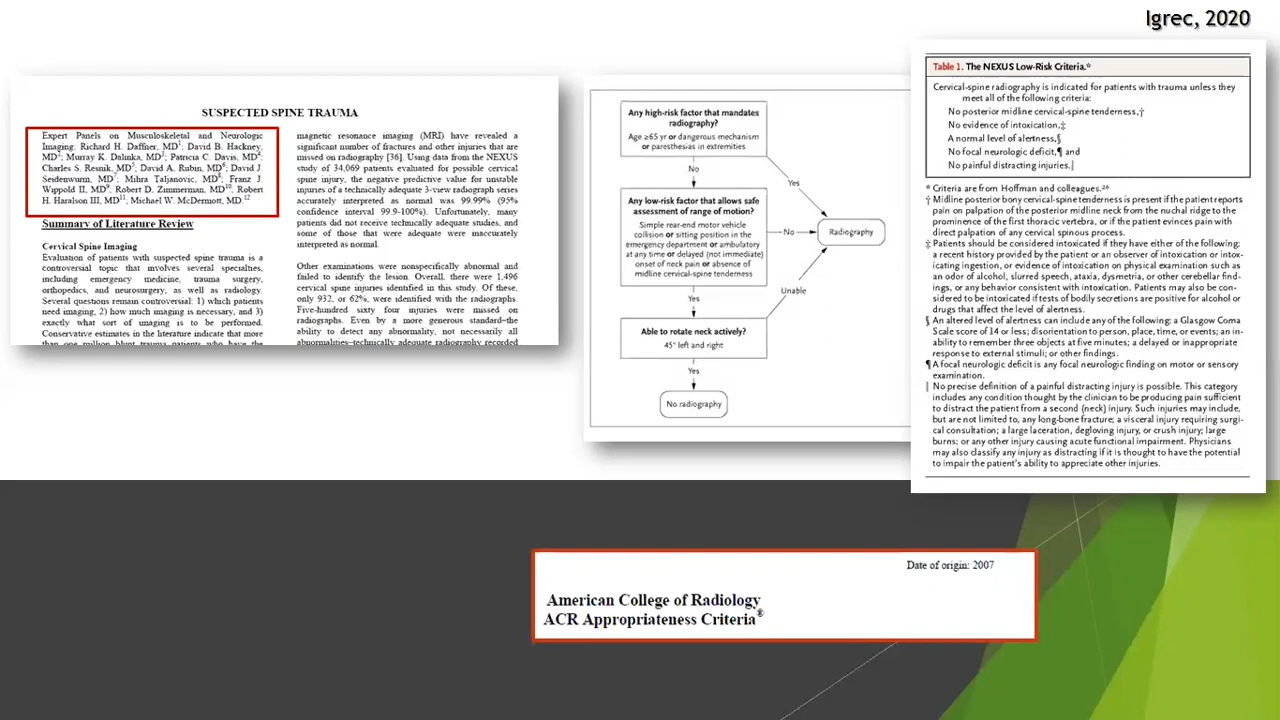 Igrec, 2020
SUSPECTED SPINE TRAUMA
Expert Panels on Musculoskeletal and Neurologic
Imaging: Richard H. Daffner, MD1; David B. Hackney,
MD2; Murray K. Dalinka, MD3; Patricia C. Davis, MD4;
Charles S. Resnik, MD5; David A. Rubin, MD6; David J.
Seidenwurm, MD7; Mihra Taljanovic, MD8; Franz J.
Wippold II, MD9; Robert D. Zimmerman, MD10; Robert
H. Haralson III, MD11; Michael W. McDermott, MD.12
Summary of Literature Review
Cervical Spine Imaging
Evaluation of patients with suspected spine trauma is a
controversial topic that involves several specialties,
including emergency medicine, trauma surgery,
orthopedics, and neurosurgery, as well as radiology.
Several questions remain controversial: 1) which patients
need imaging, 2) how much imaging is necessary, and 3)
exactly what sort of imaging is to be performed.
Conservative estimates in the literature indicate that more
than one million blunt trauma patients who have the
magnetic resonance imaging (MRI) have revealed a
significant number of fractures and other injuries that are
missed on radiography [36]. Using data from the NEXUS
study of 34,069 patients evaluated for possible cervical
spine injury, the negative predictive value for unstable
injuries of a technically adequate 3-view radiograph series
accurately interpreted as normal was 99.99% (95%
confidence interval 99.9-100%). Unfortunately, many
patients did not receive technically adequate studies, and
some of those that were adequate were inaccurately
interpreted as normal.
Other examinations were nonspecifically abnormal and
failed to identify the lesion. Overall, there were 1,496
cervical spine injuries identified in this study. Of these,
only 932, or 62%, were identified with the radiographs.
Five-hundred sixty four injuries were missed on
radiographs. Even by a more generous standard–the
ability to detect any abnormality, not necessarily all
abnormalities–technically adequate radiography recorded
Any high-risk factor that mandates
radiography?
Age ≥65 yr or dangerous mechanism
or paresthesias in extremities
No
Yes
Any low-risk factor that allows safe
assessment of range of motion?
Simple rear-end motor vehicle
collision or sitting position in the
emergency department or ambulatory
at any time or delayed (not immediate)
onset of neck pain or absence of
midline cervical-spine tenderness
No
Radiography
Yes
Unable
Able to rotate neck actively?
45° left and right
Yes
No radiography
Table 1. The NEXUS Low-Risk Criteria.*
Cervical-spine radiography is indicated for patients with trauma unless they
meet all of the following criteria:
No posterior midline cervical-spine tenderness,†
No evidence of intoxication,‡
A normal level of alertness,§
No focal neurologic deficit,¶ and
No painful distracting injuries.‖
* Criteria are from Hoffman and colleagues.26
† Midline posterior bony cervical-spine tenderness is present if the patient reports
pain on palpation of the posterior midline neck from the nuchal ridge to the
prominence of the first thoracic vertebra, or if the patient evinces pain with
direct palpation of any cervical spinous process.
‡ Patients should be considered intoxicated if they have either of the following:
a recent history provided by the patient or an observer of intoxication or intox-
icating ingestion, or evidence of intoxication on physical examination such as
an odor of alcohol, slurred speech, ataxia, dysmetria, or other cerebellar find-
ings, or any behavior consistent with intoxication. Patients may also be con-
sidered to be intoxicated if tests of bodily secretions are positive for alcohol or
drugs that affect the level of alertness.
§ An altered level of alertness can include any of the following: a Glasgow Coma
Scale score of 14 or less; disorientation to person, place, time, or events; an in-
ability to remember three objects at five minutes; a delayed or inappropriate
response to external stimuli; or other findings.
¶ A focal neurologic deficit is any focal neurologic finding on motor or sensory
examination.
‖ No precise definition of a painful distracting injury is possible. This category
includes any condition thought by the clinician to be producing pain sufficient
to distract the patient from a second (neck) injury. Such injuries may include,
but are not limited to, any long-bone fracture; a visceral injury requiring surgi-
cal consultation; a large laceration, degloving injury, or crush injury; large
burns; or any other injury causing acute functional impairment. Physicians
may also classify any injury as distracting if it is thought to have the potential
to impair the patient's ability to appreciate other injuries.
Date of origin: 2007
American College of Radiology
ACR Appropriateness Criteria®